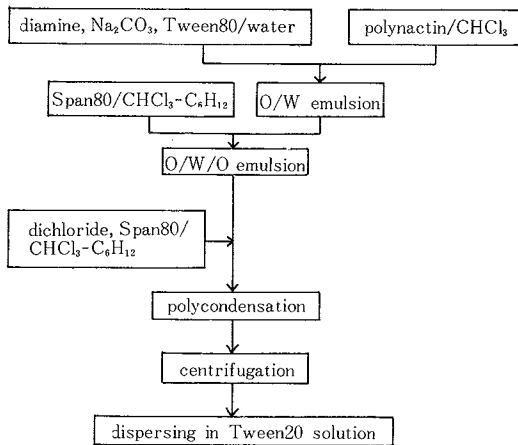 diamine, Na₂CO₃, Tween80/water
polynactin/CHCl₃
Span80/CHCl₃-C₆H₁₂
O/W emulsion
O/W/O emulsion
dichloride, Span80/
CHCl₃-C₆H₁₂
polycondensation
centrifugation
dispersing in Tween20 solution